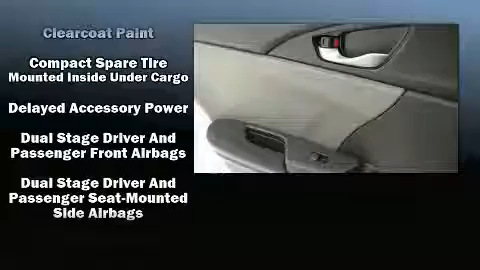 Clearcoat Paint
Compact Spare Tire
Mounted Inside Under Cargo
Delayed Accessory Power
Dual Stage Driver And
Passenger Front Airbags
Dual Stage Driver And
Passenger Seat-Mounted
Side Airbags